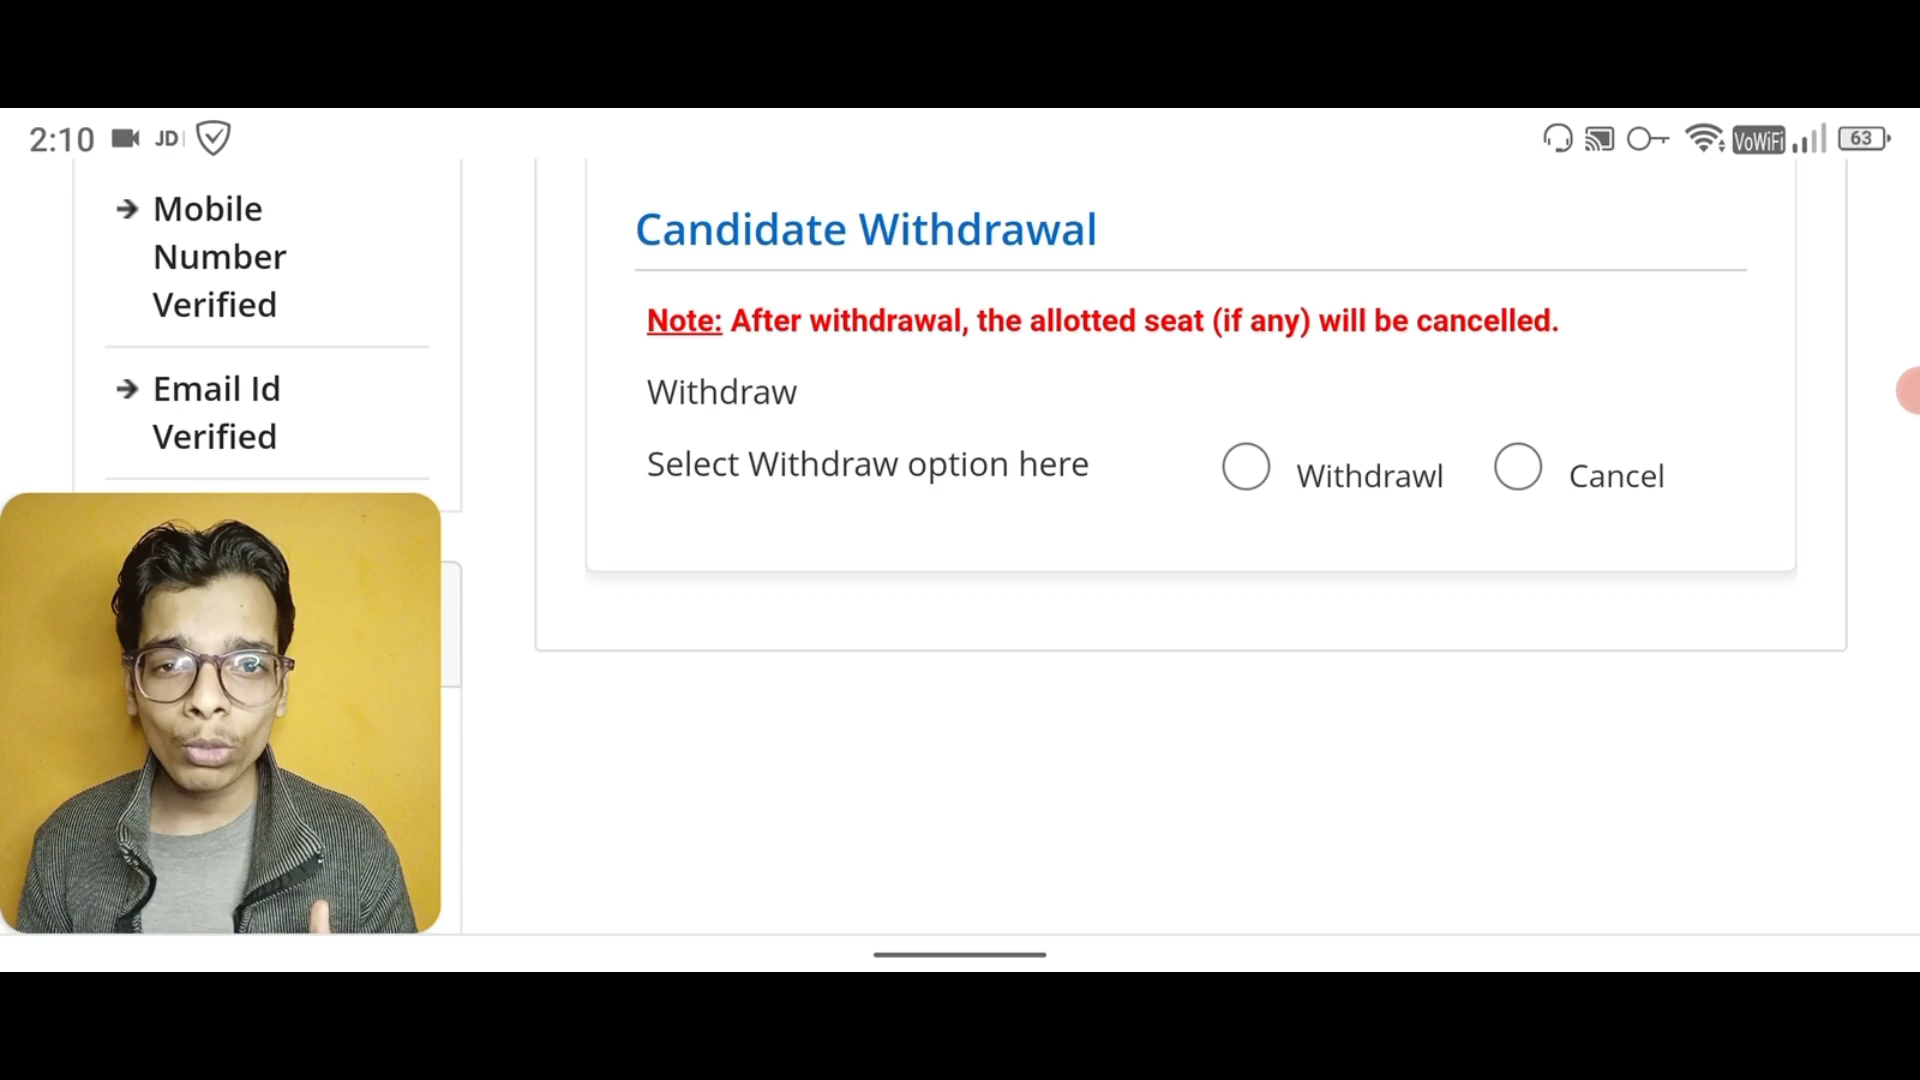 2:10 JD VoWiFi 63
Mobile
Number
Verified
Email Id
Verified
Candidate Withdrawal
Note: After withdrawal, the allotted seat (if any) will be cancelled.
Withdraw
Select Withdraw option here Withdrawl Cancel